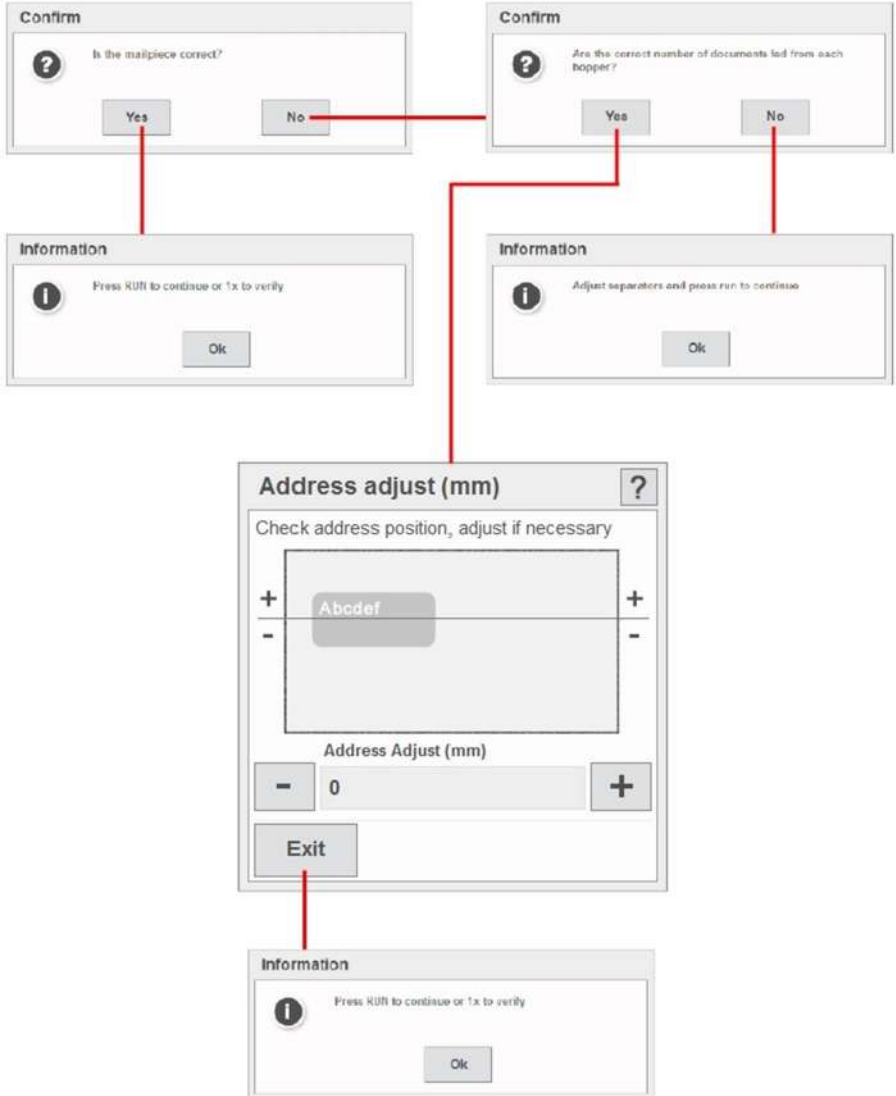 Confirm
Is the mailpiece correct?
Yes
No
Confirm
Are the correct number of documents fed from each
hopper?
Yes
No
Information
Press RUN to continue or 1x to verify
Ok
Information
Adjust separators and press run to continue
Ok
Address adjust (mm)
?
Check address position, adjust if necessary
+
-
Abcdef
+
-
Address Adjust (mm)
-
0
+
Exit
Information
Press RUN to continue or 1x to verify
Ok